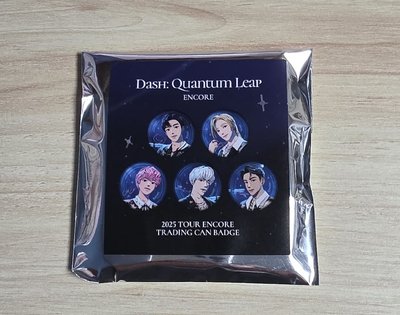 Dash: Quantum Leap
ENCORE
2025 TOUR ENCORE
TRADING CAN BADGE